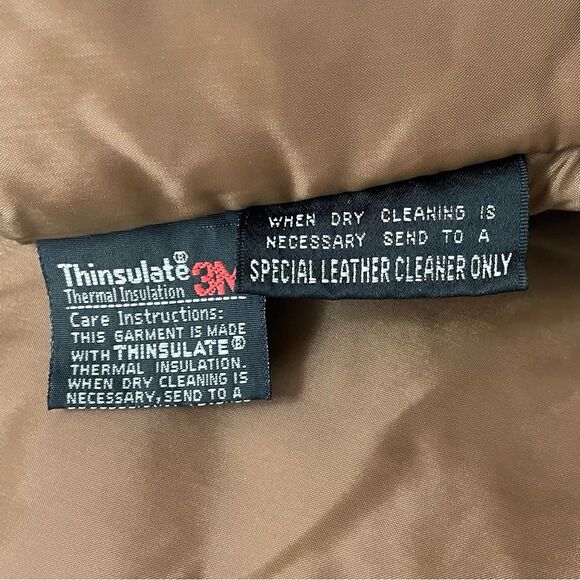 Thinsulate® 3M
Thermal Insulation
Care Instructions:
THIS GARMENT IS MADE
WITH THINSULATE®
THERMAL INSULATION.
WHEN DRY CLEANING IS
NECESSARY, SEND TO A
WHEN DRY CLEANING IS
NECESSARY SEND TO A
SPECIAL LEATHER CLEANER ONLY